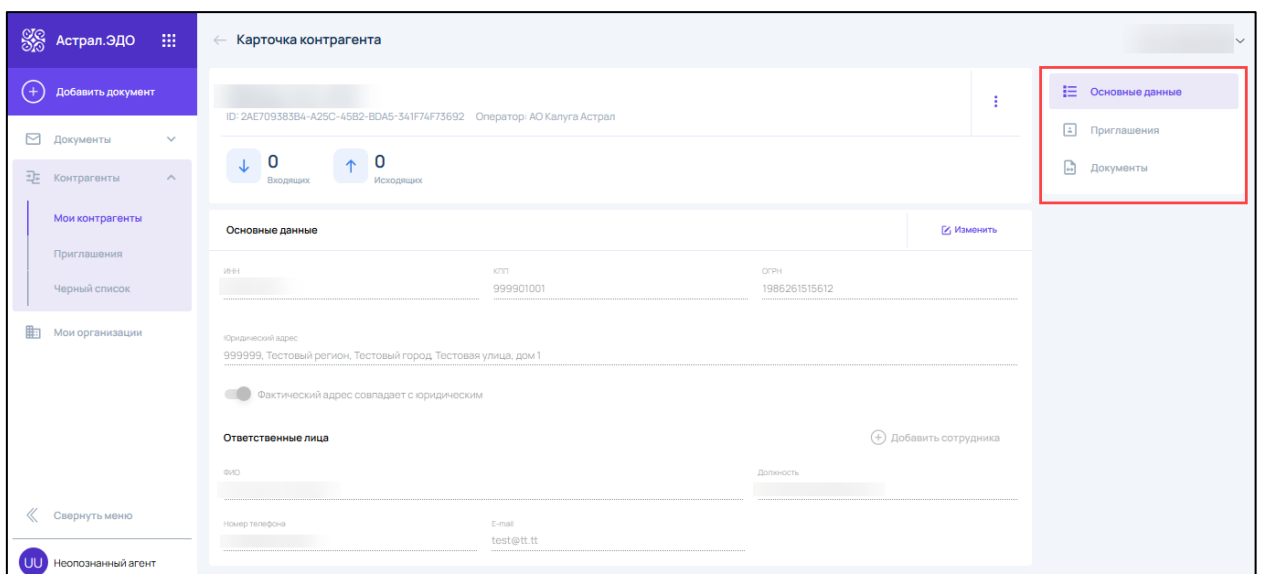 Астрал.ЭДО
Добавить документ
Документы
Контрагенты
Мои контрагенты
Приглашения
Черный список
Мои организации
Свернуть меню
UU Неопознанный агент
Карточка контрагента
ID: 2AE709383B4-A25C-45B2-BDA5-341F74F73692 Оператор: АО Калуга Астрал
0
Входящих
0
Исходящих
Основные данные
Изменить
ИНН
КПП
ОГРН
999901001
1986261515612
Юридический адрес
999999, Тестовый регион, Тестовый город, Тестовая улица, дом 1
Фактический адрес совпадает с юридическим
Ответственные лица
Добавить сотрудника
ФИО
Должность
Номер телефона
E-mail
test@tt.tt
Основные данные
Приглашения
Документы